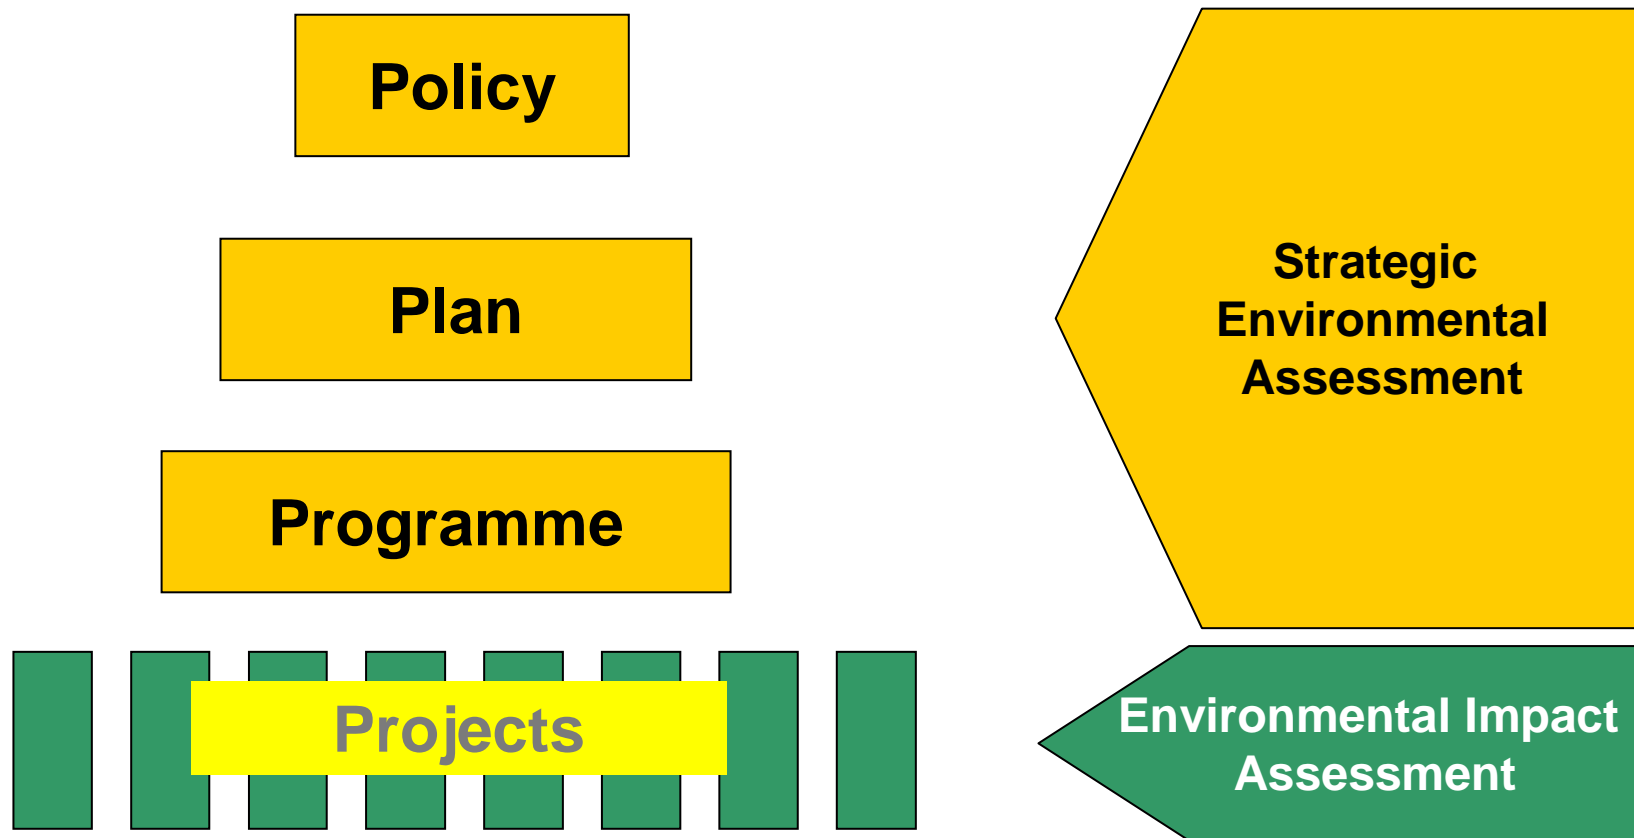 Policy
Plan
Programme
Projects
Strategic
Environmental
Assessment
Environmental Impact
Assessment